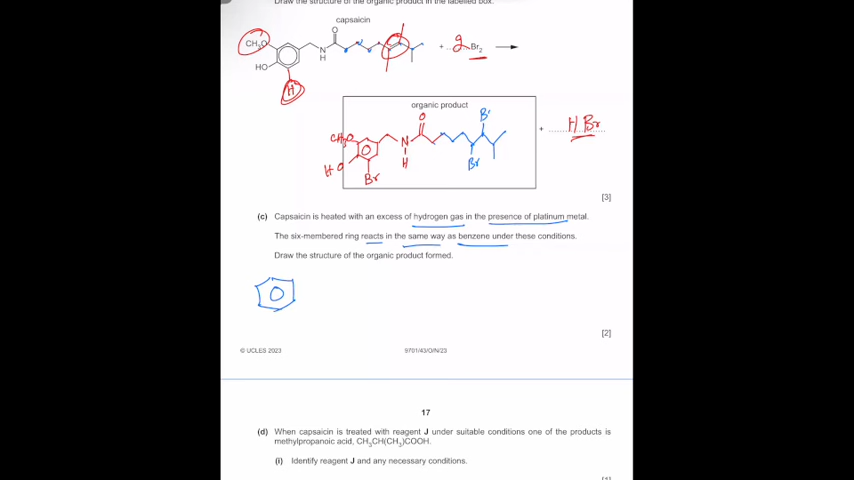 Draw the structure of the organic product in the labelled box.
capsaicin
O
CH₃O
N
H
+ 2 Br₂
HO
H
organic product
O
Br
CH₃O
N
H
HO
Br
Br
+ HBr
[3]
(c) Capsaicin is heated with an excess of hydrogen gas in the presence of platinum metal.
The six-membered ring reacts in the same way as benzene under these conditions.
Draw the structure of the organic product formed.
[2]
© UCLES 2023 9701/43/O/N/23
17
(d) When capsaicin is treated with reagent J under suitable conditions one of the products is
methylpropanoic acid, CH₃CH(CH₃)COOH.
(i) Identify reagent J and any necessary conditions.
[1]